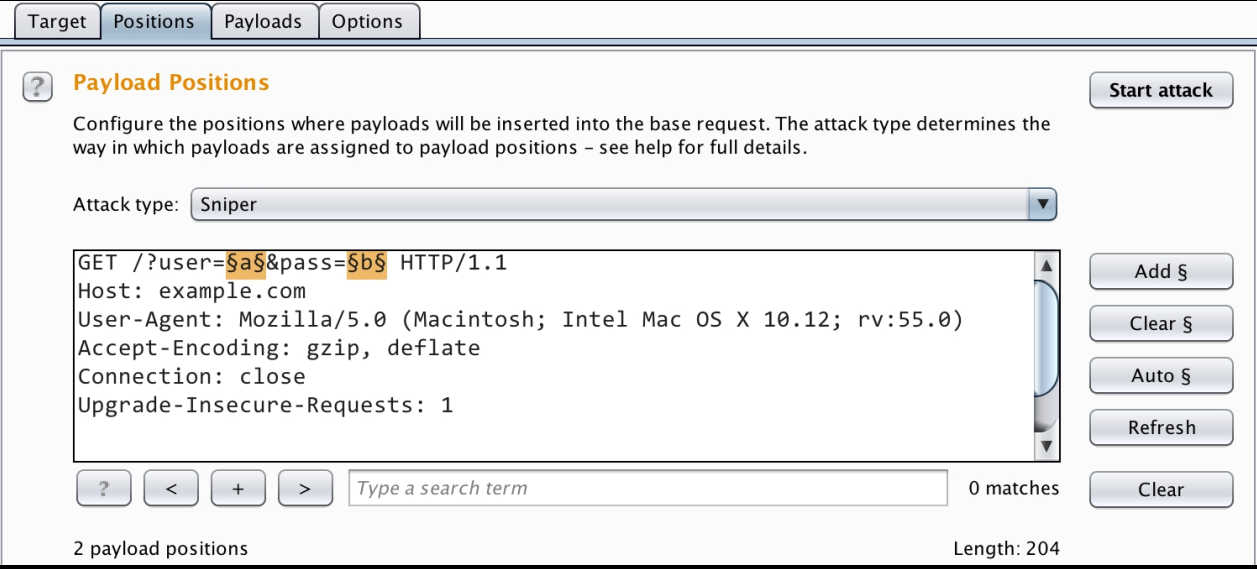 Target Positions Payloads Options
? Payload Positions Start attack
Configure the positions where payloads will be inserted into the base request. The attack type determines the
way in which payloads are assigned to payload positions – see help for full details.
Attack type: Sniper
GET /?user=§a§&pass=§b§ HTTP/1.1
Host: example.com
User-Agent: Mozilla/5.0 (Macintosh; Intel Mac OS X 10.12; rv:55.0)
Accept-Encoding: gzip, deflate
Connection: close
Upgrade-Insecure-Requests: 1
Add §
Clear §
Auto §
Refresh
? < + > Type a search term 0 matches Clear
2 payload positions Length: 204